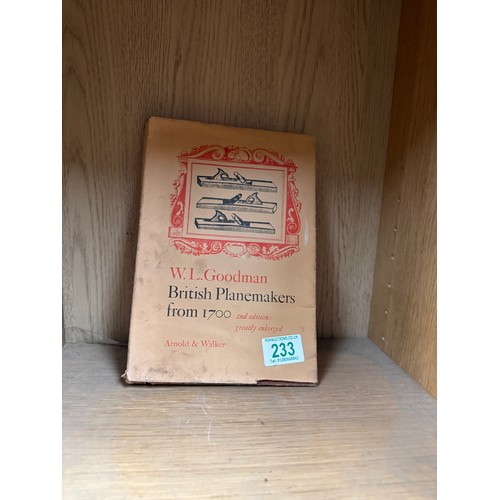 W. L. Goodman
British Planemakers
from 1700 2nd edition:
greatly enlarged
Arnold & Walker
233